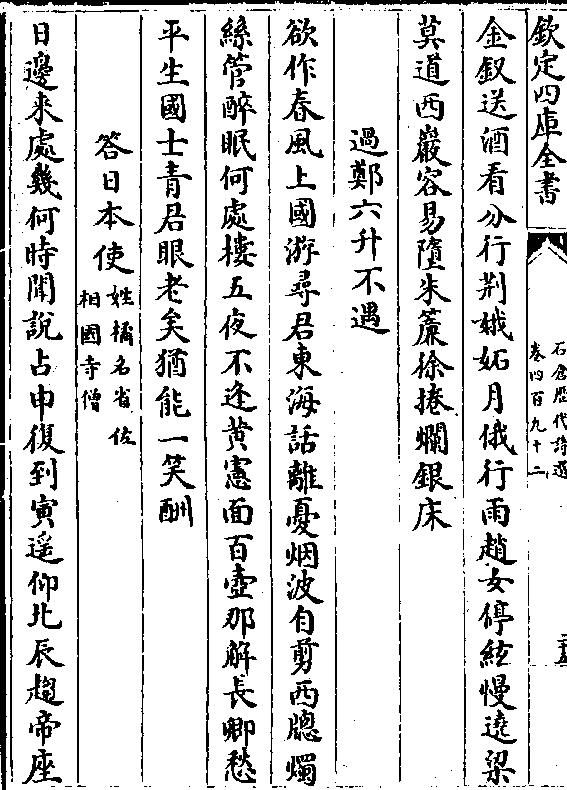 欽定四庫全書
石倉歷代詩選
卷四百九十二
金釵送酒看分行荆娥妬月俄行雨趙女停絃慢遶梁
莫道西巖容易墮朱簾徐捲爛銀床
過鄭六升不遇
欲作春風上國游尋君東海話離憂烟波自剪西牕燭
絲管醉眠何處樓五夜不逢黄憲面百壺那解長卿愁
平生國士青君眼老矣猶能一笑酬
答日本使
姓橘名省佐
相國寺僧
日邊来處幾何時聞説占申復到寅遥仰北辰趨帝座